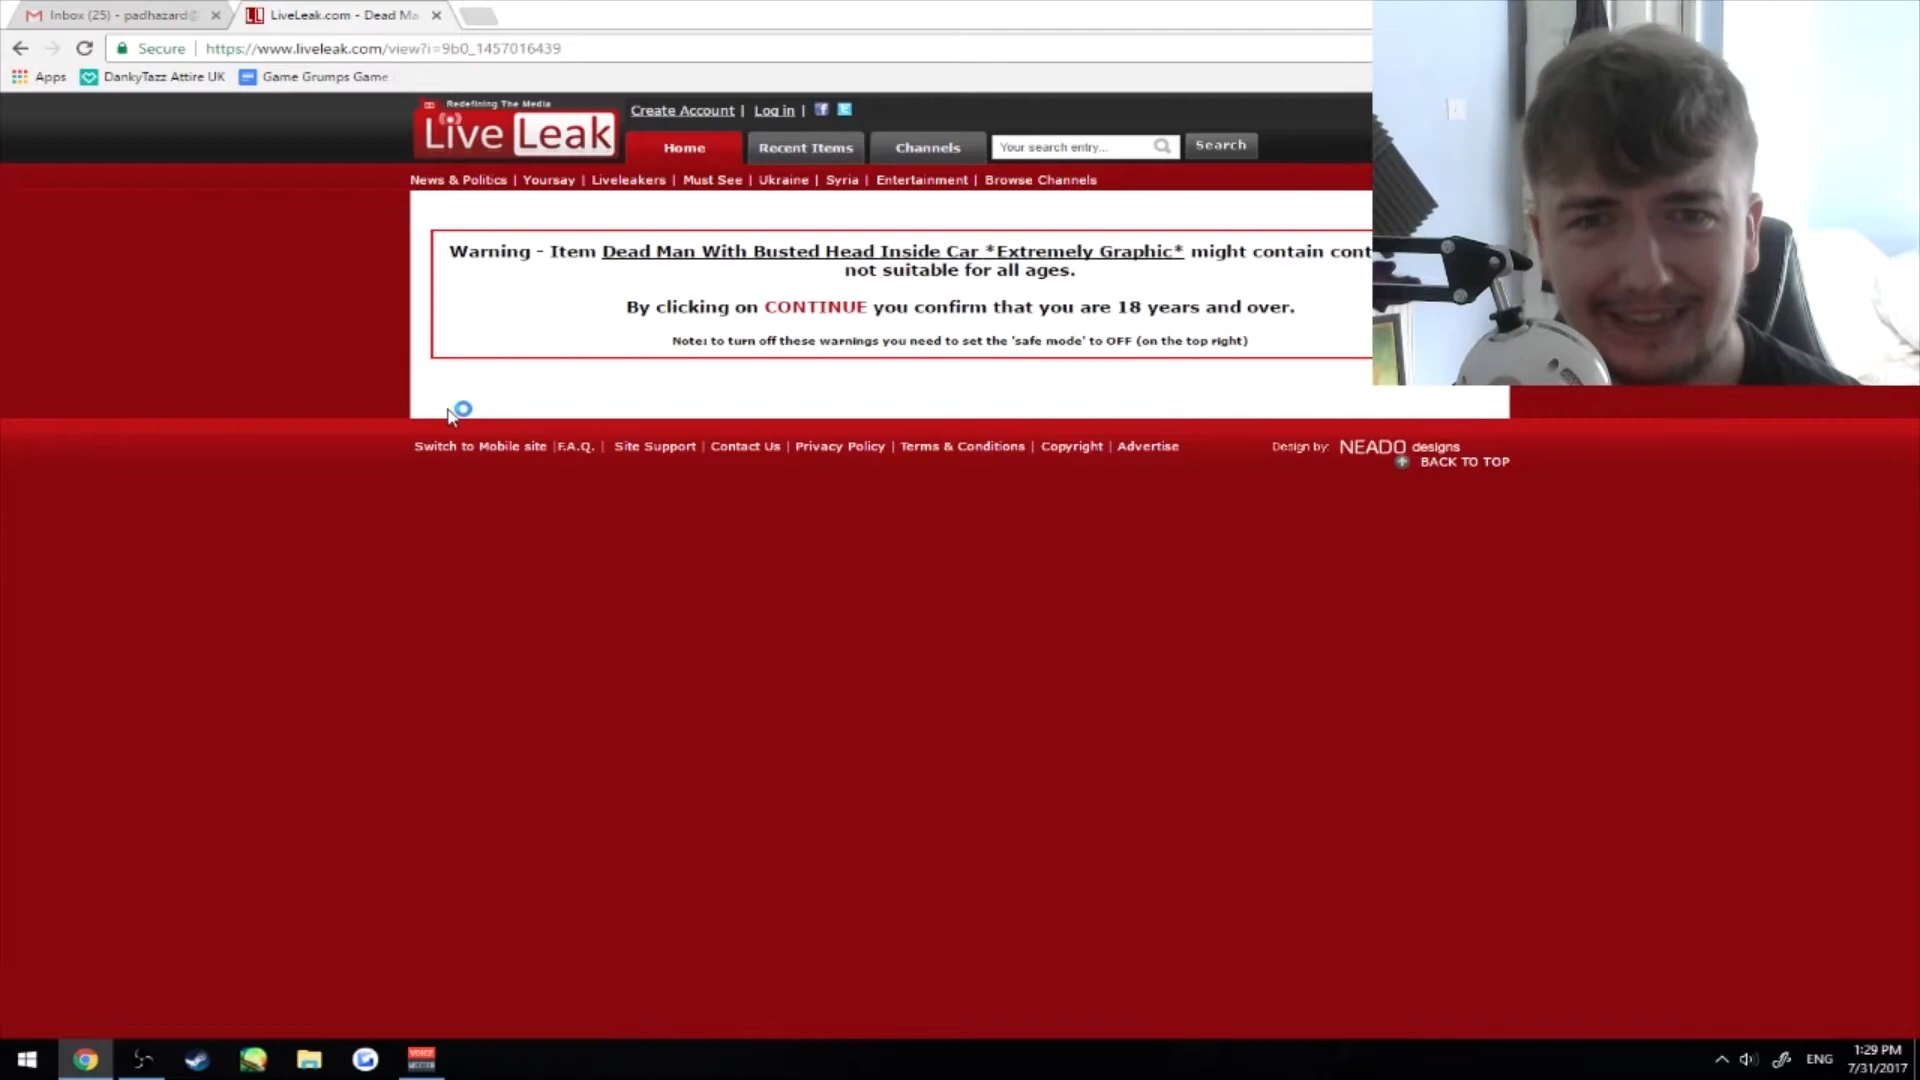 Inbox (25) - padhazard@
LiveLeak.com - Dead Ma
Secure
https://www.liveleak.com/view?i=9b0_1457016439
Apps
DankyTazz Attire UK
Game Grumps Game
Redefining The Media
Live Leak
Create Account | Log in |
Home
Recent Items
Channels
Your search entry...
Search
News & Politics | Yoursay | Liveleakers | Must See | Ukraine | Syria | Entertainment | Browse Channels
Warning - Item Dead Man With Busted Head Inside Car *Extremely Graphic* might contain cont
not suitable for all ages.
By clicking on CONTINUE you confirm that you are 18 years and over.
Note: to turn off these warnings you need to set the 'safe mode' to OFF (on the top right)
Switch to Mobile site | F.A.Q. | Site Support | Contact Us | Privacy Policy | Terms & Conditions | Copyright | Advertise
Design by: NEADO designs
BACK TO TOP
VOICE
ENG
1:29 PM
7/31/2017